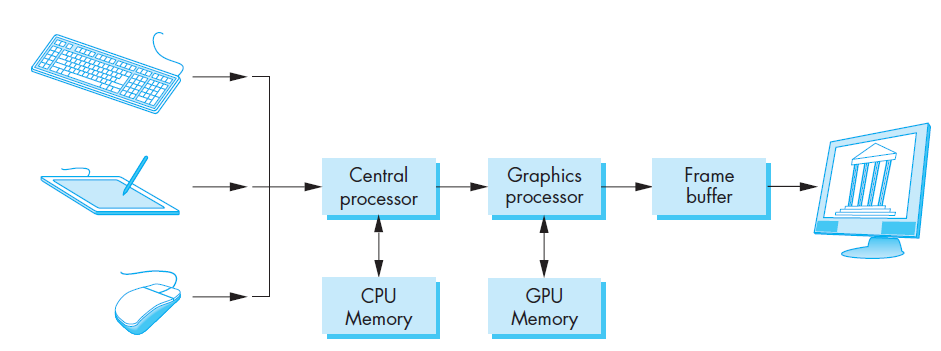 Central
processor
Graphics
processor
Frame
buffer
CPU
Memory
GPU
Memory